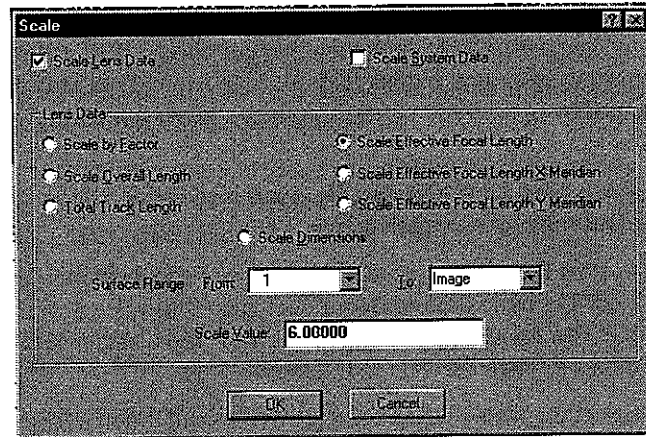 Scale
Scale Lens Data
Scale System Data
Lens Data
Scale by Factor
Scale Effective Focal Length
Scale Overall Length
Scale Effective Focal Length X Meridian
Total Track Length
Scale Effective Focal Length Y Meridian
Scale Dimensions
Surface Range: From: 1 To: Image
Scale Value: 6.00000
OK
Cancel